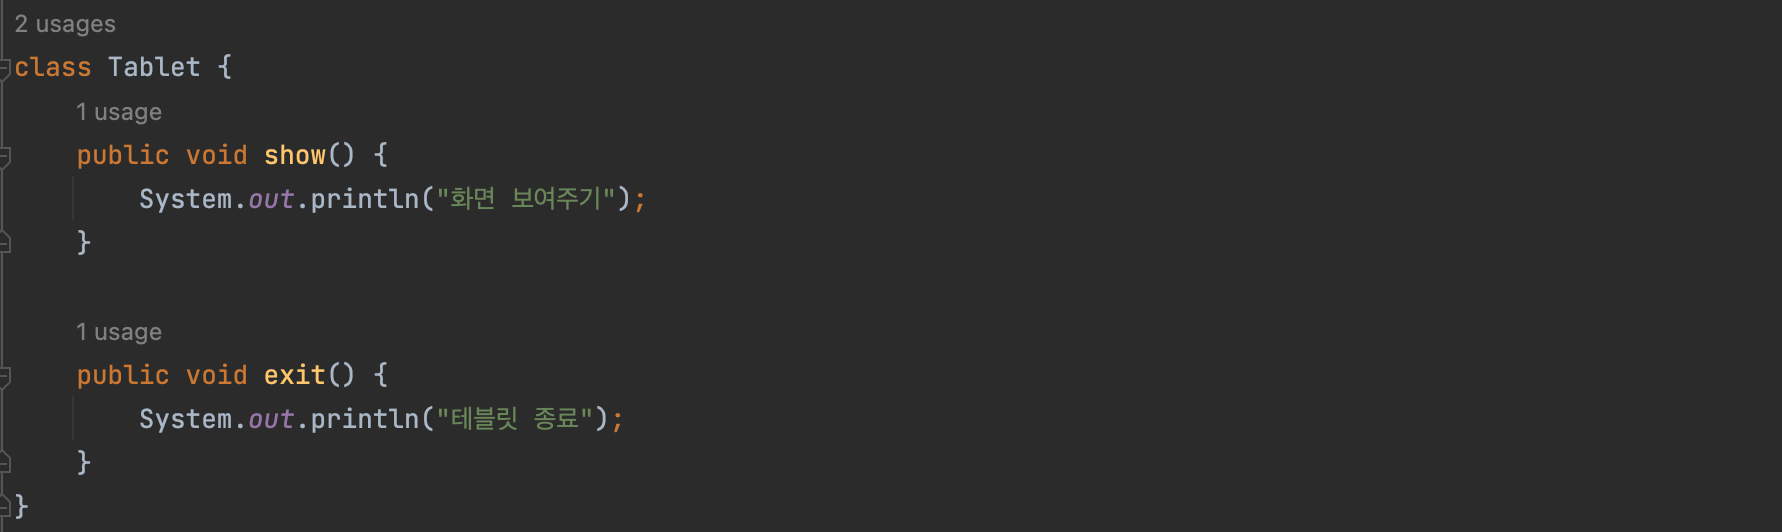 2 usages
class Tablet {
1 usage
public void show() {
System.out.println("화면 보여주기");
}
1 usage
public void exit() {
System.out.println("테블릿 종료");
}
}